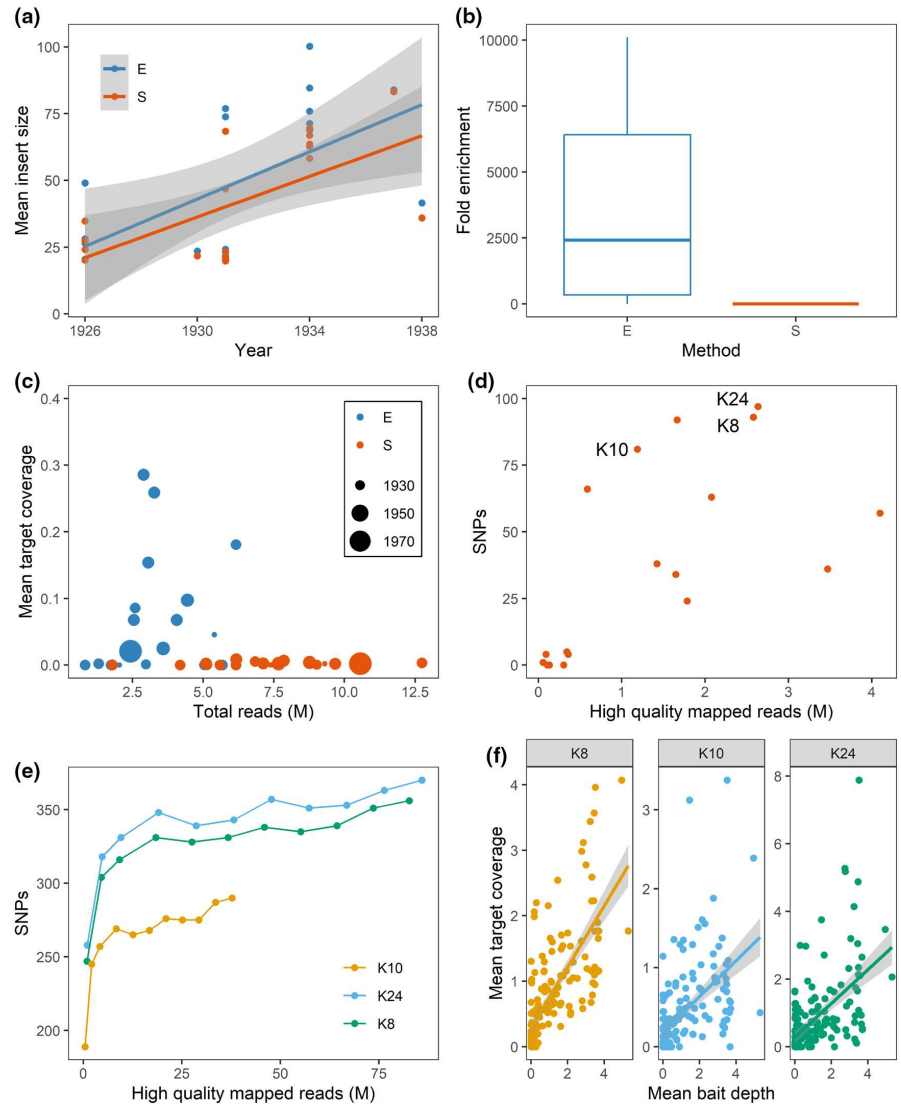 (a)
100
75
50
25
0
Mean insert size
E
S
1926
1930
1934
1938
Year
(b)
10000
7500
5000
2500
0
Fold enrichment
E
S
Method
(c)
0.4
0.3
0.2
0.1
0.0
Mean target coverage
E
S
1930
1950
1970
2.5
5.0
7.5
10.0
12.5
Total reads (M)
(d)
100
75
50
25
0
SNPs
K24
K8
K10
0
1
2
3
4
High quality mapped reads (M)
(e)
350
300
250
200
SNPs
K10
K24
K8
0
25
50
75
High quality mapped reads (M)
(f)
K8
K10
K24
Mean target coverage
4
3
2
1
0
3
2
1
0
8
6
4
2
0
0
2
4
0
2
4
0
2
4
Mean bait depth